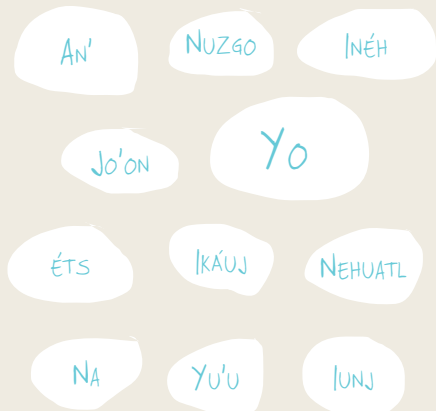 An'
Nuzgo
Inéh
Jo'on
Yo
éts
Ikáuj
Nehuatl
Na
Yu'u
Iunj